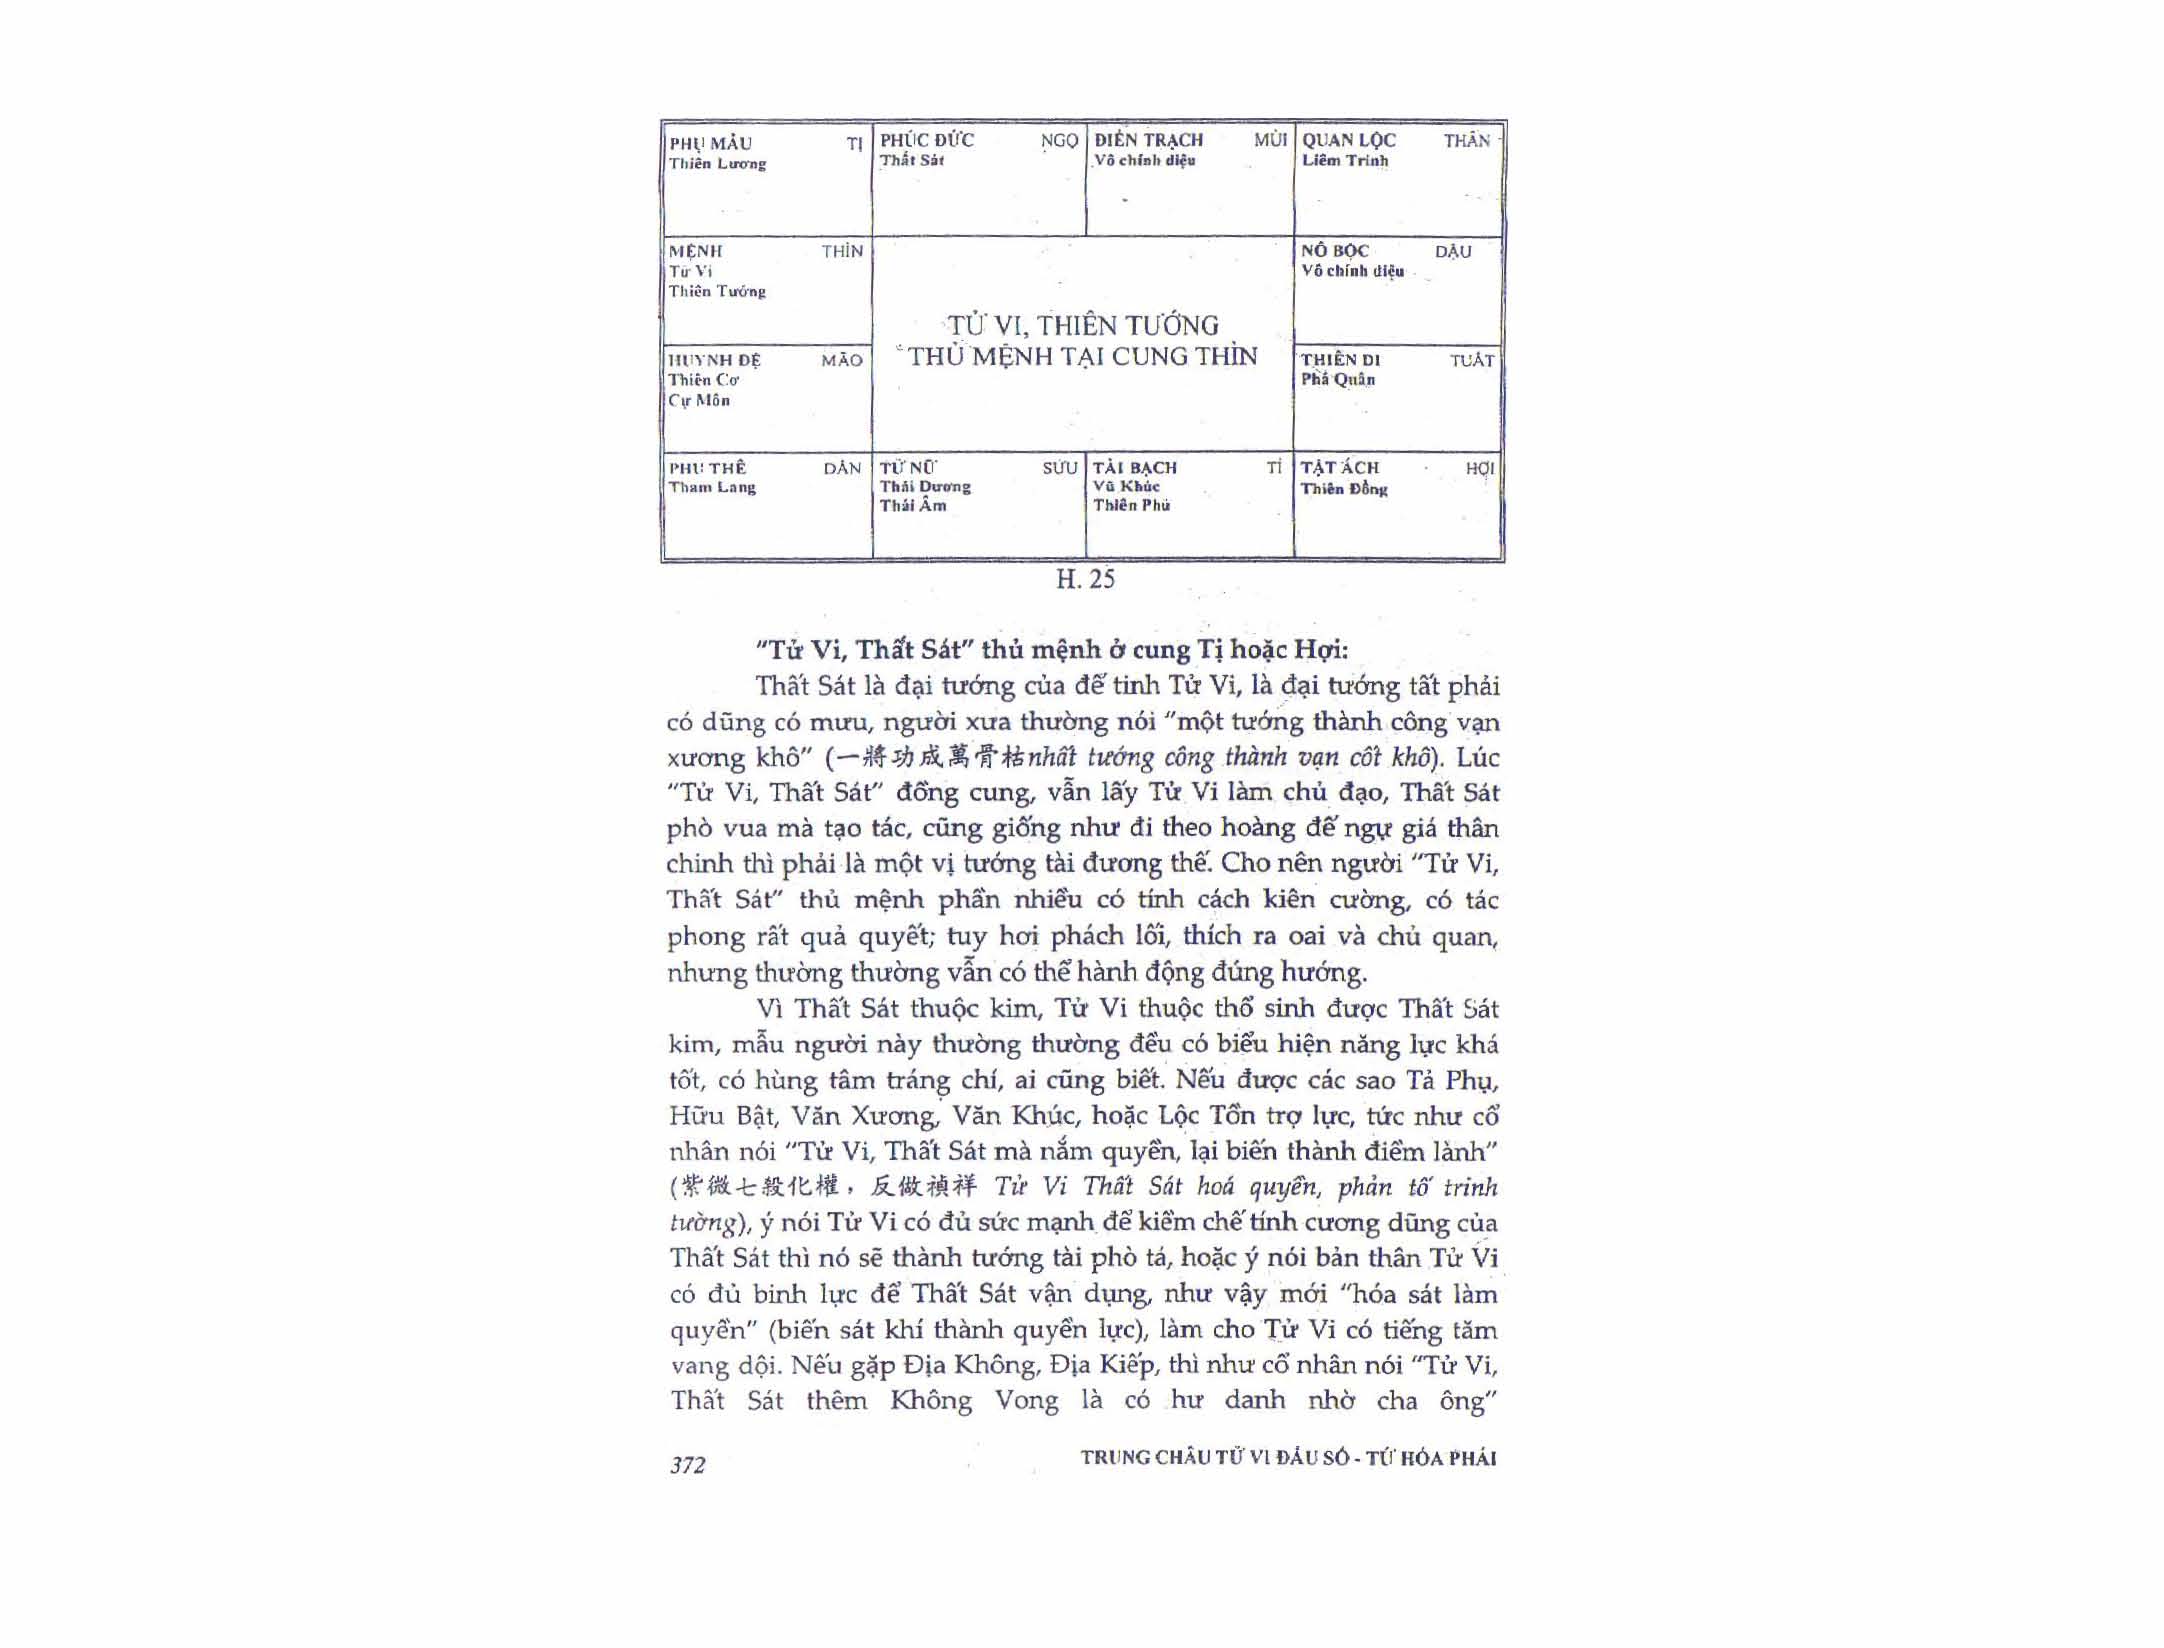 PHỤ MẪU TỊ
Thiên Lương
PHÚC ĐỨC NGỌ
Thất Sát
ĐIỀN TRẠCH MÙI
Vô chính diệu
QUAN LỘC THÂN
Liêm Trinh
MỆNH THÌN
Tử Vi
Thiên Tướng
NÔ BỘC DẬU
Vô chính diệu
TỬ VI, THIÊN TƯỚNG
THỦ MỆNH TẠI CUNG THÌN
HUYNH ĐỆ MÃO
Thiên Cơ
Cự Môn
THIÊN DI TUẤT
Phá Quân
PHU THÊ DẦN
Tham Lang
TỬ NỮ SỬU
Thái Dương
Thái Âm
TÀI BẠCH TÍ
Vũ Khúc
Thiên Phủ
TẬT ÁCH HỢI
Thiên Đồng
H. 25
"Tử Vi, Thất Sát" thủ mệnh ở cung Tị hoặc Hợi:
Thất Sát là đại tướng của đế tinh Tử Vi, là đại tướng tất phải
có dũng có mưu, người xưa thường nói "một tướng thành công vạn
xương khô" (一將功成萬骨枯 nhất tướng công thành vạn cốt khô). Lúc
"Tử Vi, Thất Sát" đồng cung, vẫn lấy Tử Vi làm chủ đạo, Thất Sát
phò vua mà tạo tác, cũng giống như đi theo hoàng đế ngự giá thân
chinh thì phải là một vị tướng tài đương thế. Cho nên người "Tử Vi,
Thất Sát" thủ mệnh phần nhiều có tính cách kiên cường, có tác
phong rất quả quyết; tuy hơi phách lối, thích ra oai và chủ quan,
nhưng thường thường vẫn có thể hành động đúng hướng.
Vì Thất Sát thuộc kim, Tử Vi thuộc thổ sinh được Thất Sát
kim, mẫu người này thường thường đều có biểu hiện năng lực khá
tốt, có hùng tâm tráng chí, ai cũng biết. Nếu được các sao Tả Phụ,
Hữu Bật, Văn Xương, Văn Khúc, hoặc Lộc Tồn trợ lực, tức như cổ
nhân nói "Tử Vi, Thất Sát mà nắm quyền, lại biến thành điềm lành"
(紫微七殺化權，反做禎祥 Tử Vi Thất Sát hoá quyền, phản tố trinh
tường), ý nói Tử Vi có đủ sức mạnh để kiềm chế tính cương dũng của
Thất Sát thì nó sẽ thành tướng tài phò tá, hoặc ý nói bản thân Tử Vi
có đủ binh lực để Thất Sát vận dụng, như vậy mới "hóa sát làm
quyền" (biến sát khí thành quyền lực), làm cho Tử Vi có tiếng tăm
vang dội. Nếu gặp Địa Không, Địa Kiếp, thì như cổ nhân nói "Tử Vi,
Thất Sát thêm Không Vong là có hư danh nhờ cha ông"
372 TRUNG CHÂU TỬ VI ĐẨU SỐ - TỨ HÓA PHÁI